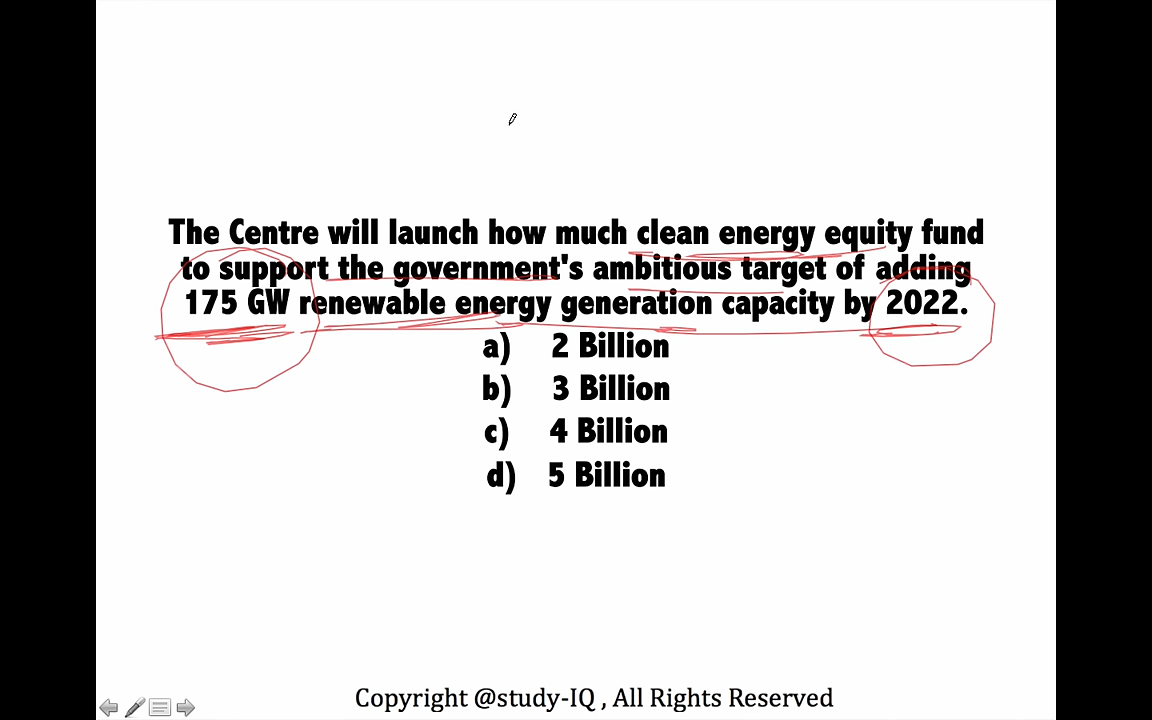 The Centre will launch how much clean energy equity fund
to support the government's ambitious target of adding
175 GW renewable energy generation capacity by 2022.
a) 2 Billion
b) 3 Billion
c) 4 Billion
d) 5 Billion
Copyright @study-IQ , All Rights Reserved